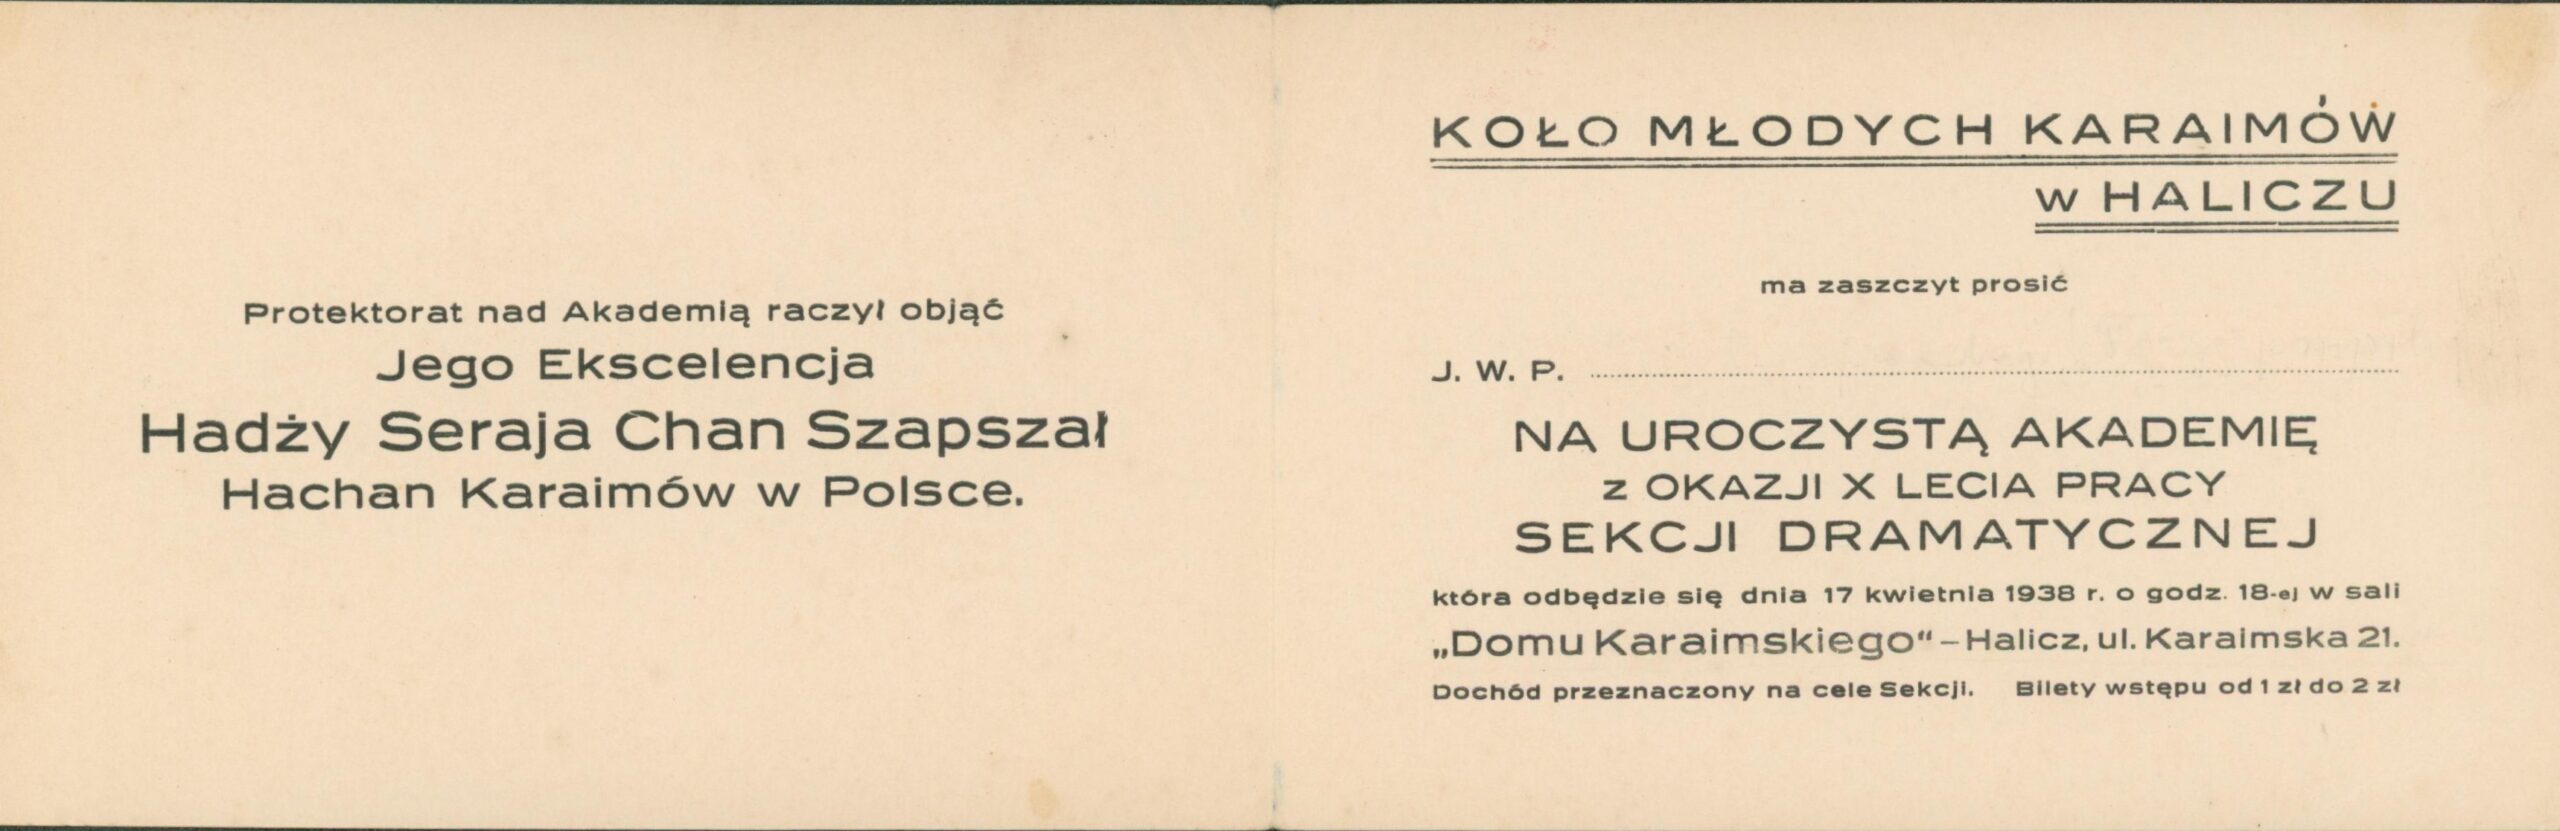 Protektorat nad Akademią raczył objąć
Jego Ekscelencja
Hadży Seraja Chan Szapszał
Hachan Karaimów w Polsce.
KOŁO MŁODYCH KARAIMÓW
w HALICZU
ma zaszczyt prosić
J. W. P. ........................
NA UROCZYSTĄ AKADEMIĘ
z OKAZJI X LECIA PRACY
SEKCJI DRAMATYCZNEJ
która odbędzie się dnia 17 kwietnia 1938 r. o godz. 18-ej w sali
„Domu Karaimskiego“ – Halicz, ul. Karaimska 21.
Dochód przeznaczony na cele Sekcji. Bilety wstępu od 1 zł do 2 zł